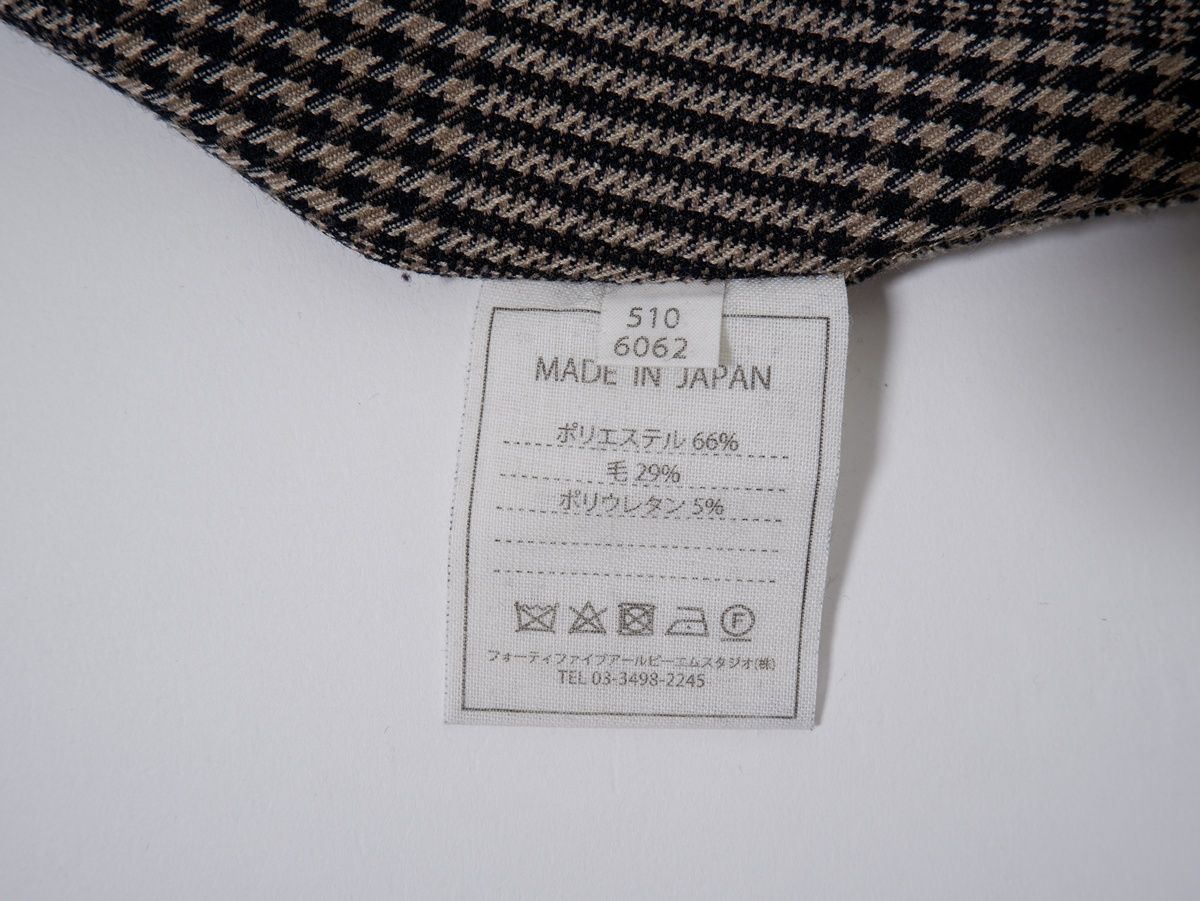 510
6062
MADE IN JAPAN
ポリエステル 66%
毛 29%
ポリウレタン 5%
F
フォーティファイブアールピーエムスタジオ(株)
TEL 03-3498-2245